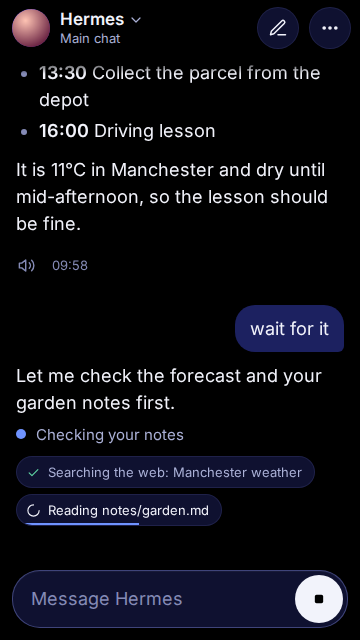 Hermes
Main chat
13:30 Collect the parcel from the
depot
16:00 Driving lesson
It is 11°C in Manchester and dry until
mid-afternoon, so the lesson should
be fine.
09:58
wait for it
Let me check the forecast and your
garden notes first.
Checking your notes
Searching the web: Manchester weather
Reading notes/garden.md
Message Hermes